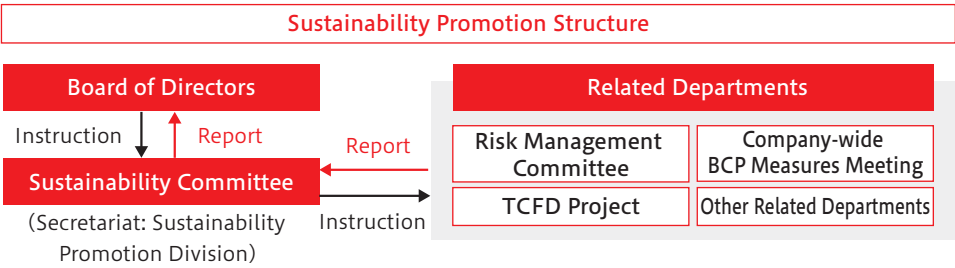 Sustainability Promotion Structure
Board of Directors
Instruction
Report
Sustainability Committee
(Secretariat: Sustainability
Promotion Division)
Report
Instruction
Related Departments
Risk Management
Committee
Company-wide
BCP Measures Meeting
TCFD Project
Other Related Departments